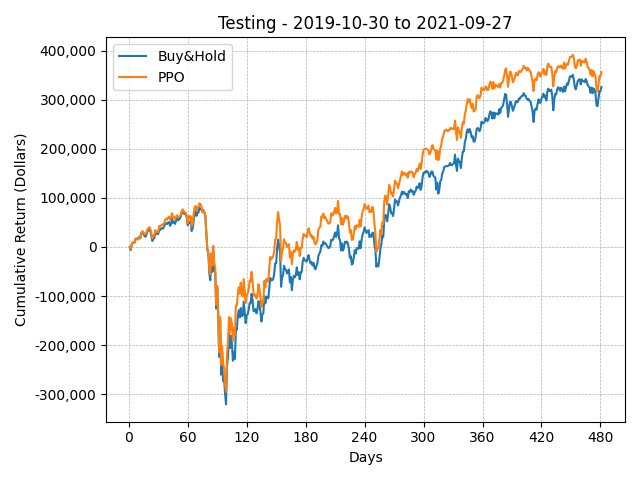 Testing - 2019-10-30 to 2021-09-27
Buy&Hold
PPO
Cumulative Return (Dollars)
400,000
300,000
200,000
100,000
0
-100,000
-200,000
-300,000
0 60 120 180 240 300 360 420 480
Days